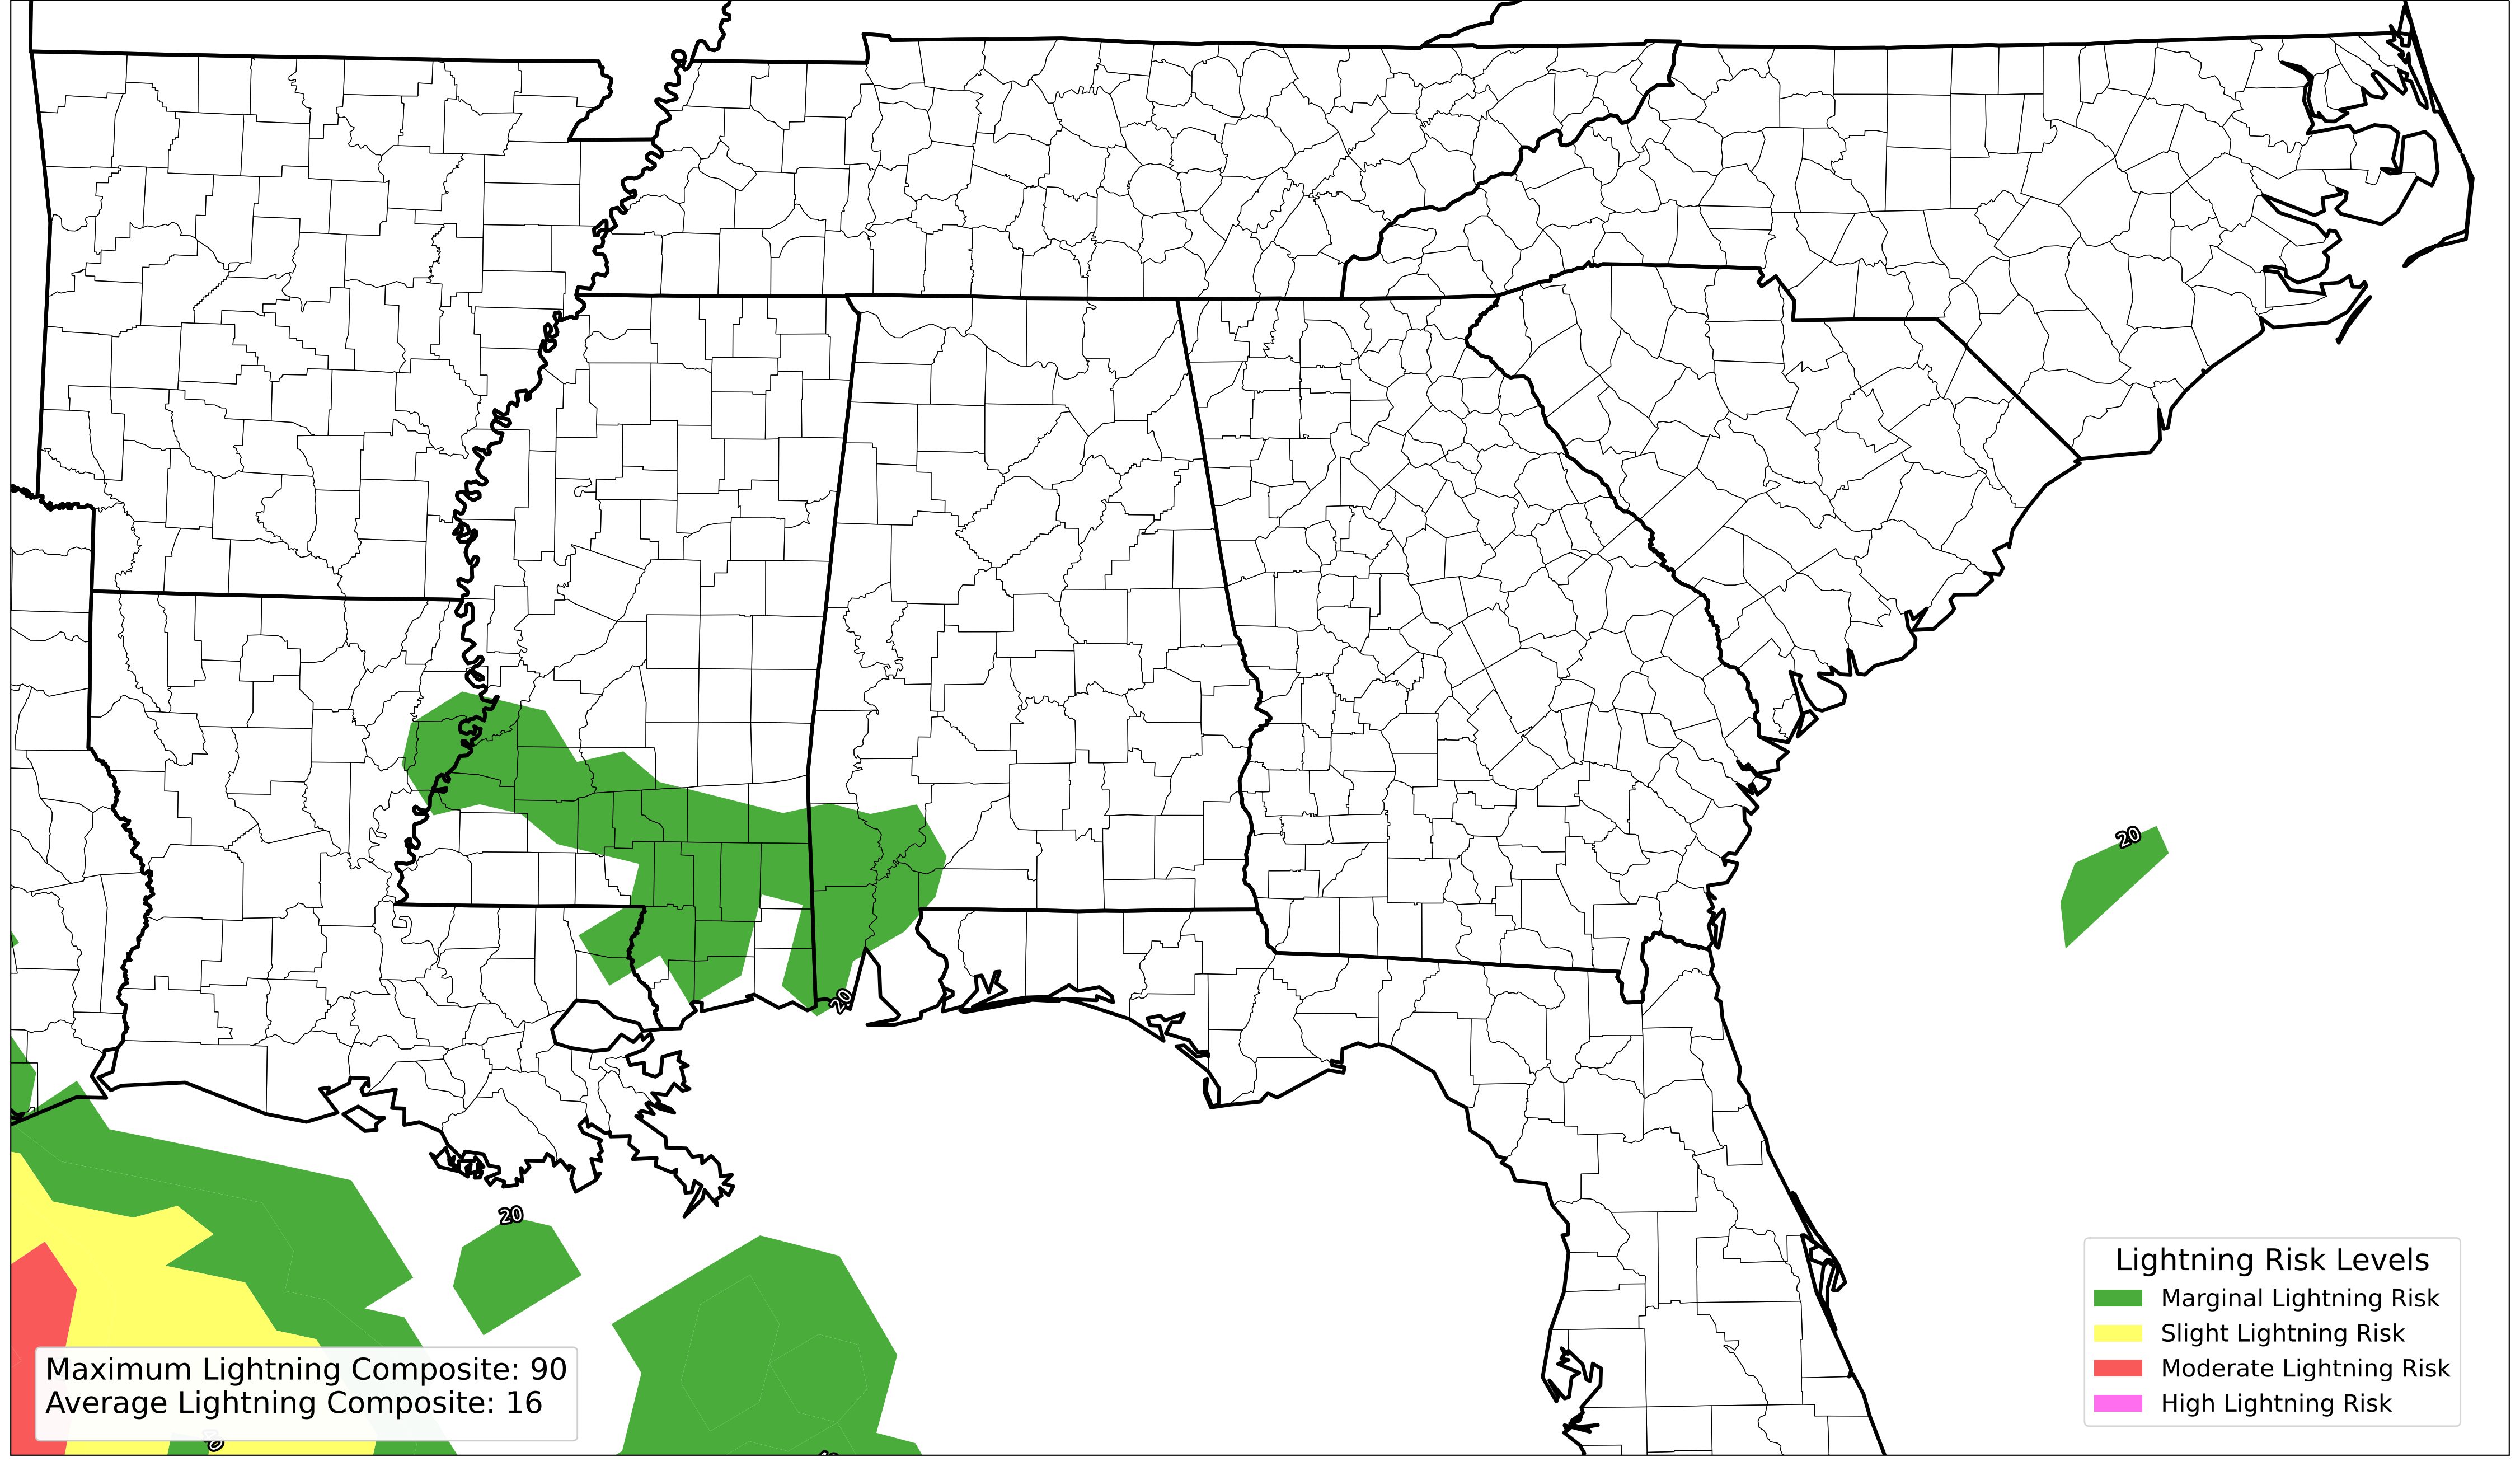 20
20
20
Lightning Risk Levels
Marginal Lightning Risk
Slight Lightning Risk
Moderate Lightning Risk
High Lightning Risk
Maximum Lightning Composite: 90
Average Lightning Composite: 16